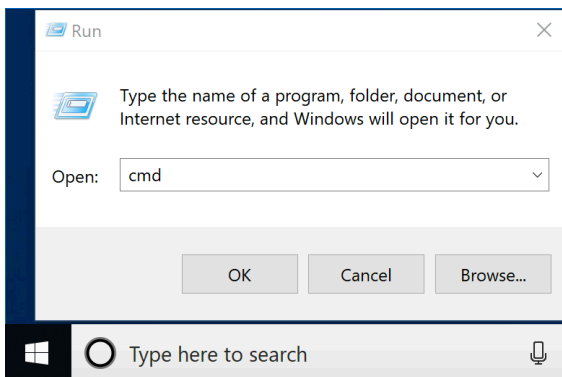 Run
Type the name of a program, folder, document, or
Internet resource, and Windows will open it for you.
Open: cmd
OK Cancel Browse...
Type here to search